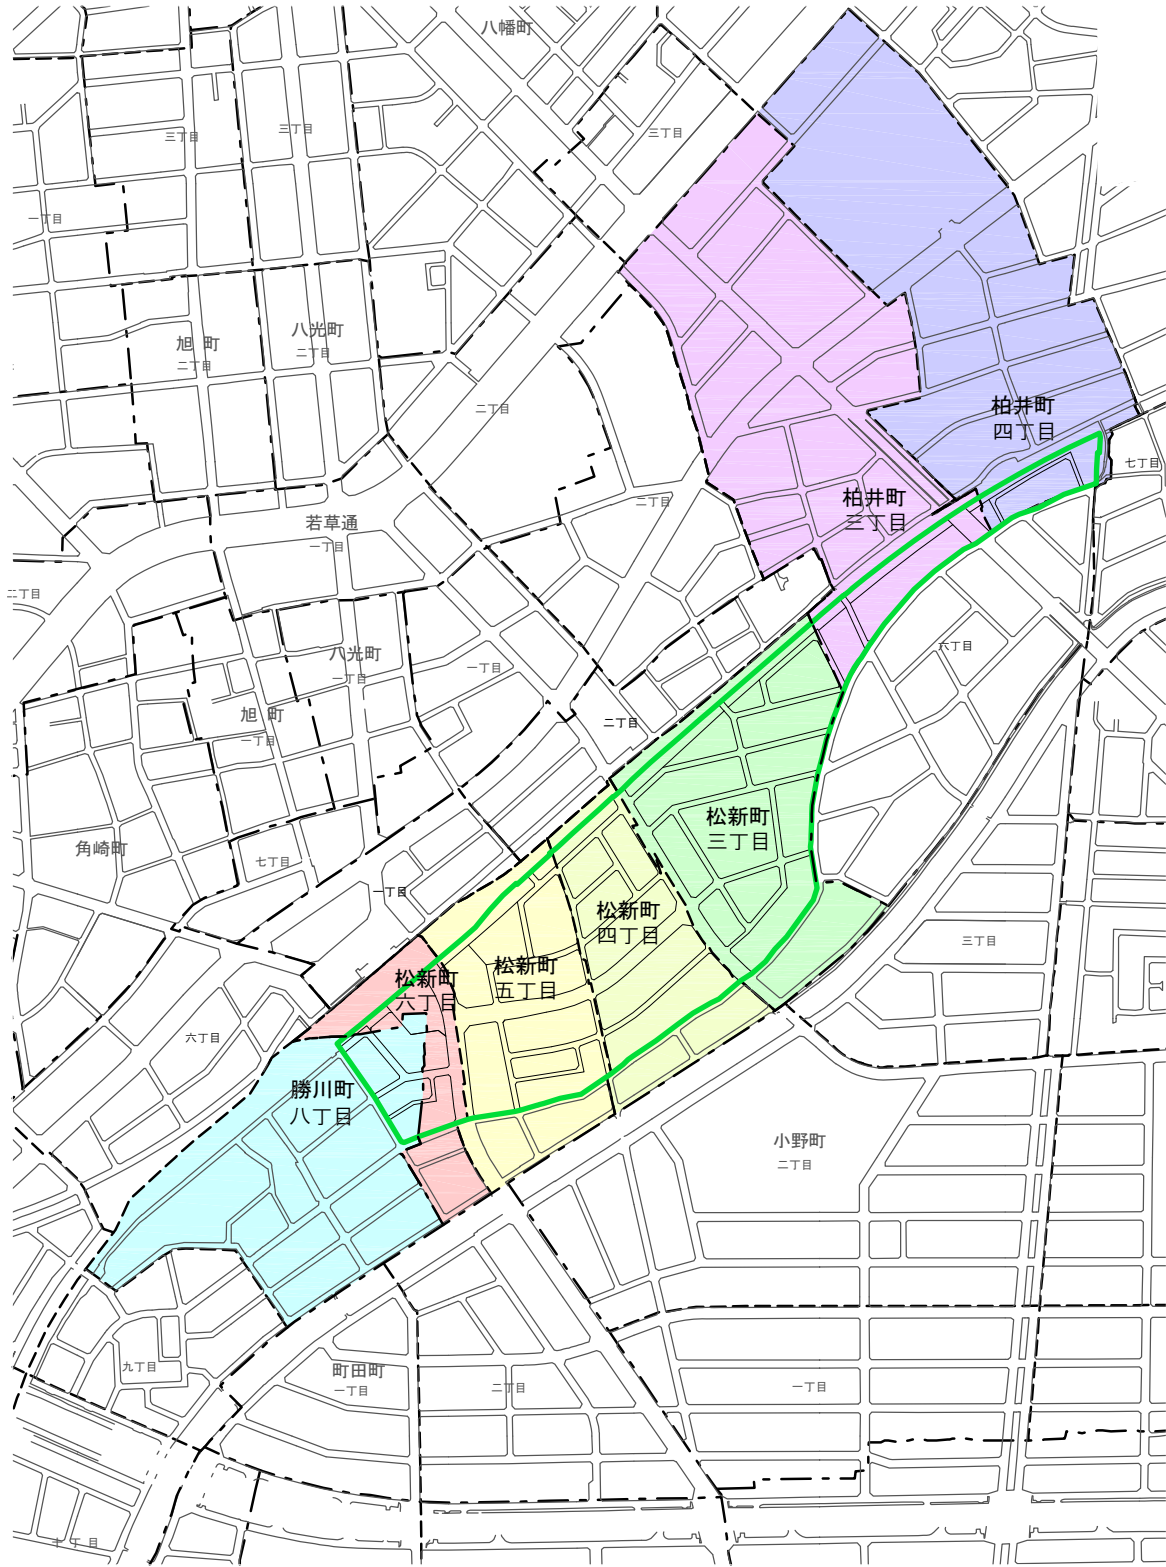 八幡町
三丁目
三丁目
三丁目
一丁目
八光町
二丁目
旭 町
二丁目
二丁目
柏井町
四丁目
七丁目
柏井町
三丁目
二丁目
若草通
一丁目
二丁目
八光町
一丁目
一丁目
六丁目
旭 町
一丁目
二丁目
松新町
三丁目
角崎町
七丁目
一丁目
松新町
四丁目
三丁目
松新町
五丁目
松新町
六丁目
六丁目
勝川町
八丁目
小野町
二丁目
九丁目
町田町
一丁目
二丁目
一丁目
十丁目